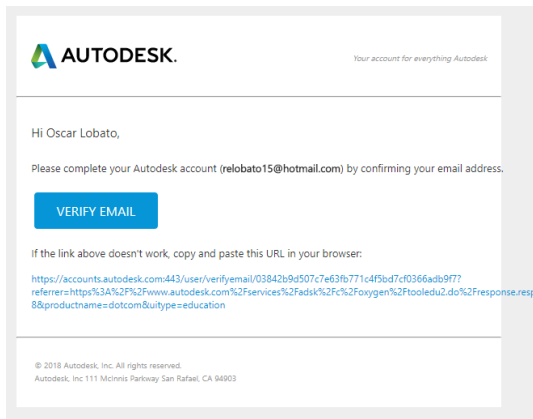 AUTODESK.
Your account for everything Autodesk
Hi Oscar Lobato,
Please complete your Autodesk account (relobato15@hotmail.com) by confirming your email address.
VERIFY EMAIL
If the link above doesn't work, copy and paste this URL in your browser:
https://accounts.autodesk.com:443/user/verifyemail/03842b9d507c7e63fb771c4f5bd7cf0366adb9f7?
referrer=https%3A%2F%2Fwww.autodesk.com%2Fservices%2Fadsk%2Fc%2Foxygen%2Ftooledu2.do%2Fresponse.resp
8&productname=dotcom&uitype=education
© 2018 Autodesk, Inc. All rights reserved.
Autodesk, Inc 111 McInnis Parkway San Rafael, CA 94903